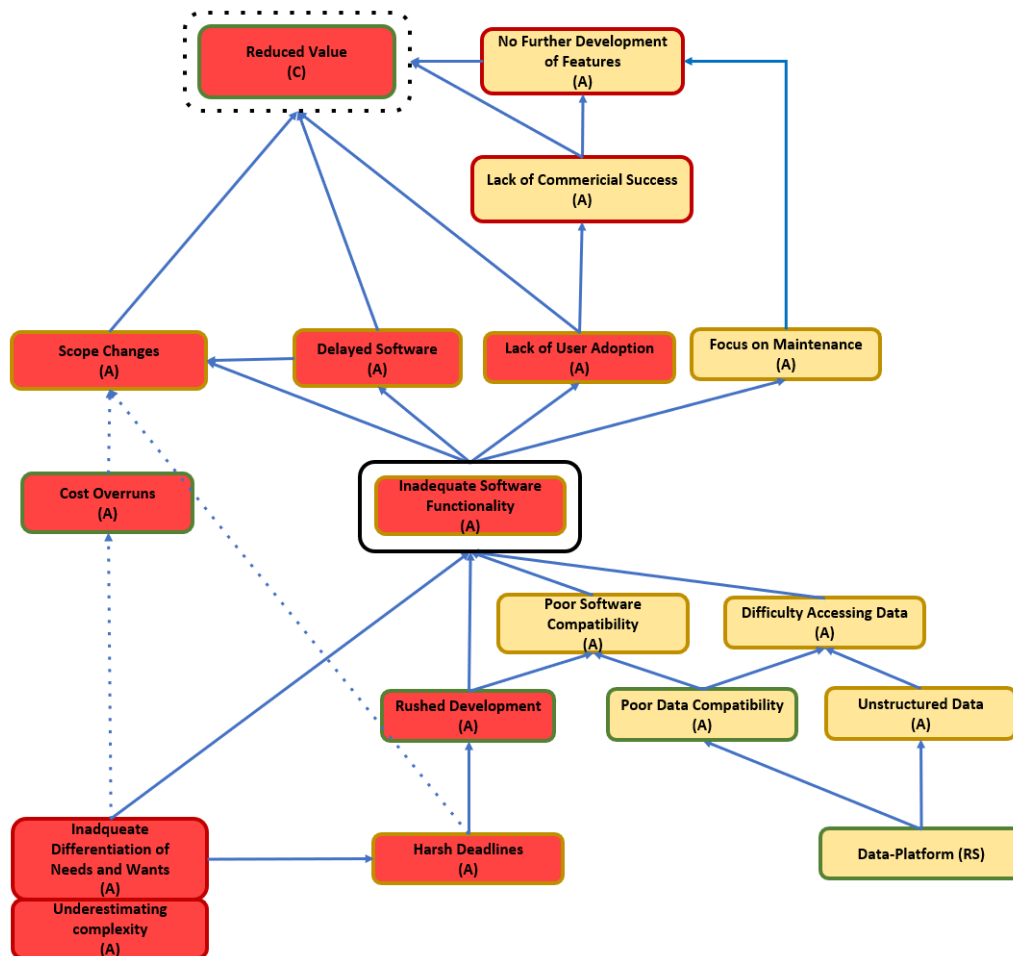 Reduced Value
(C)
No Further Development
of Features
(A)
Lack of Commericial Success
(A)
Scope Changes
(A)
Delayed Software
(A)
Lack of User Adoption
(A)
Focus on Maintenance
(A)
Cost Overruns
(A)
Inadequate Software
Functionality
(A)
Poor Software
Compatibility
(A)
Difficulty Accessing Data
(A)
Rushed Development
(A)
Poor Data Compatibility
(A)
Unstructured Data
(A)
Inadqueate
Differentiation of
Needs and Wants
(A)
Harsh Deadlines
(A)
Data-Platform (RS)
Underestimating
complexity
(A)